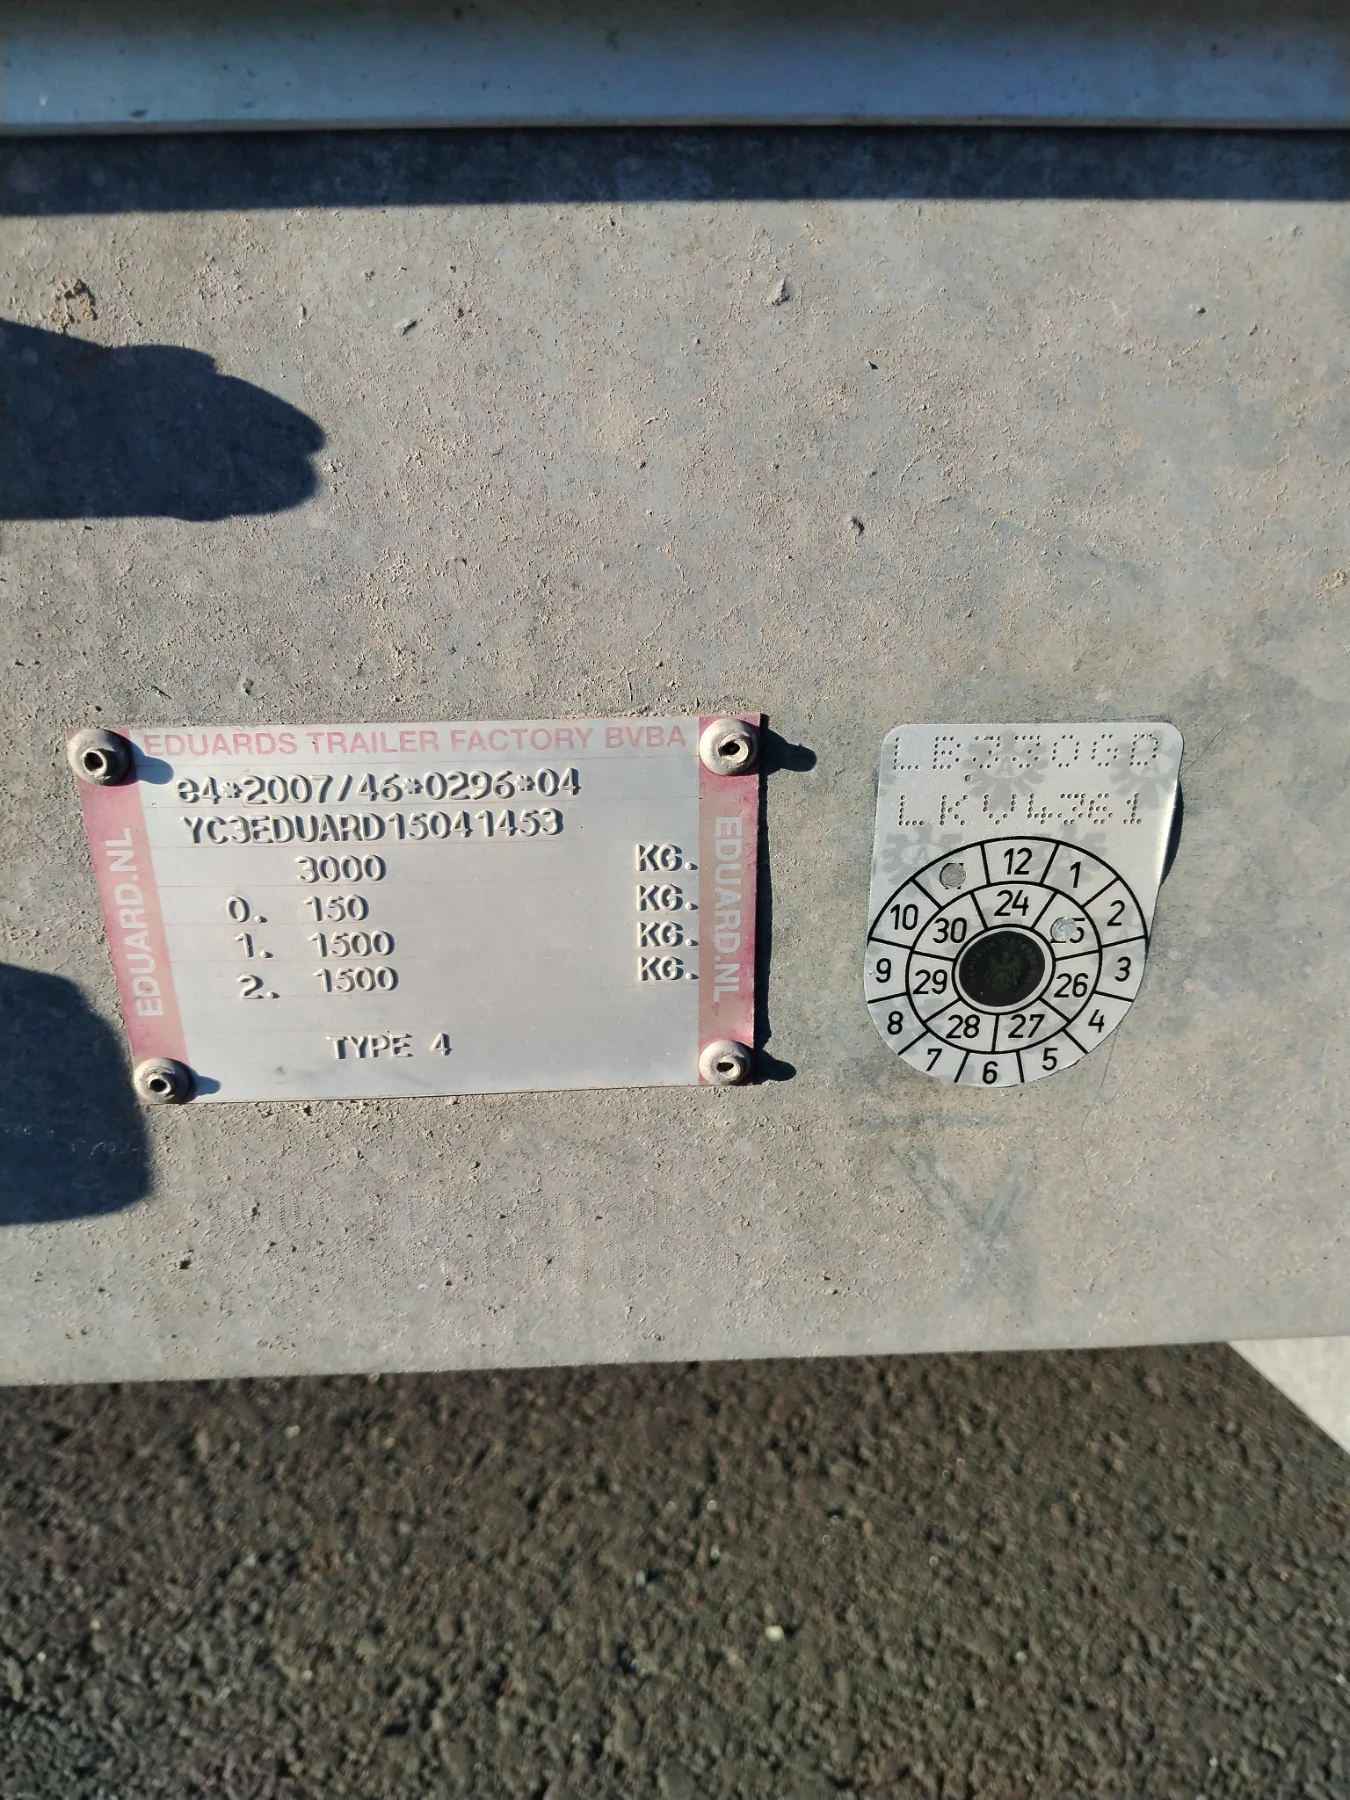 EDUARDS TRAILER FACTORY BVBA
e4*2007/46*0296*04
YC3EDUARD15041453
3000 KG.
0. 150 KG.
1. 1500 KG.
2. 1500 KG.
TYPE 4
EDUARD.NL
EDUARD.NL
LB330GD
LKV4361
12
1
2
3
4
5
6
7
8
9
10
24
26
27
28
29
30